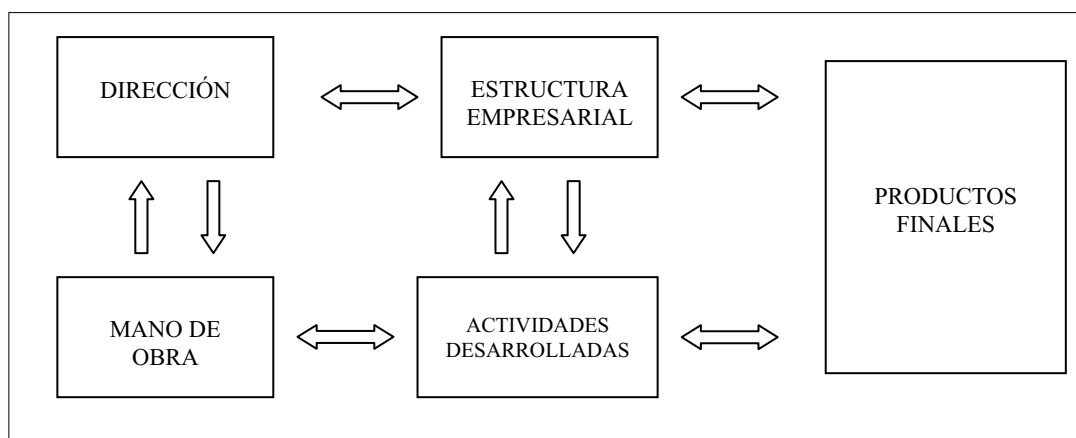 DIRECCIÓN
ESTRUCTURA
EMPRESARIAL
PRODUCTOS
FINALES
MANO DE
OBRA
ACTIVIDADES
DESARROLLADAS